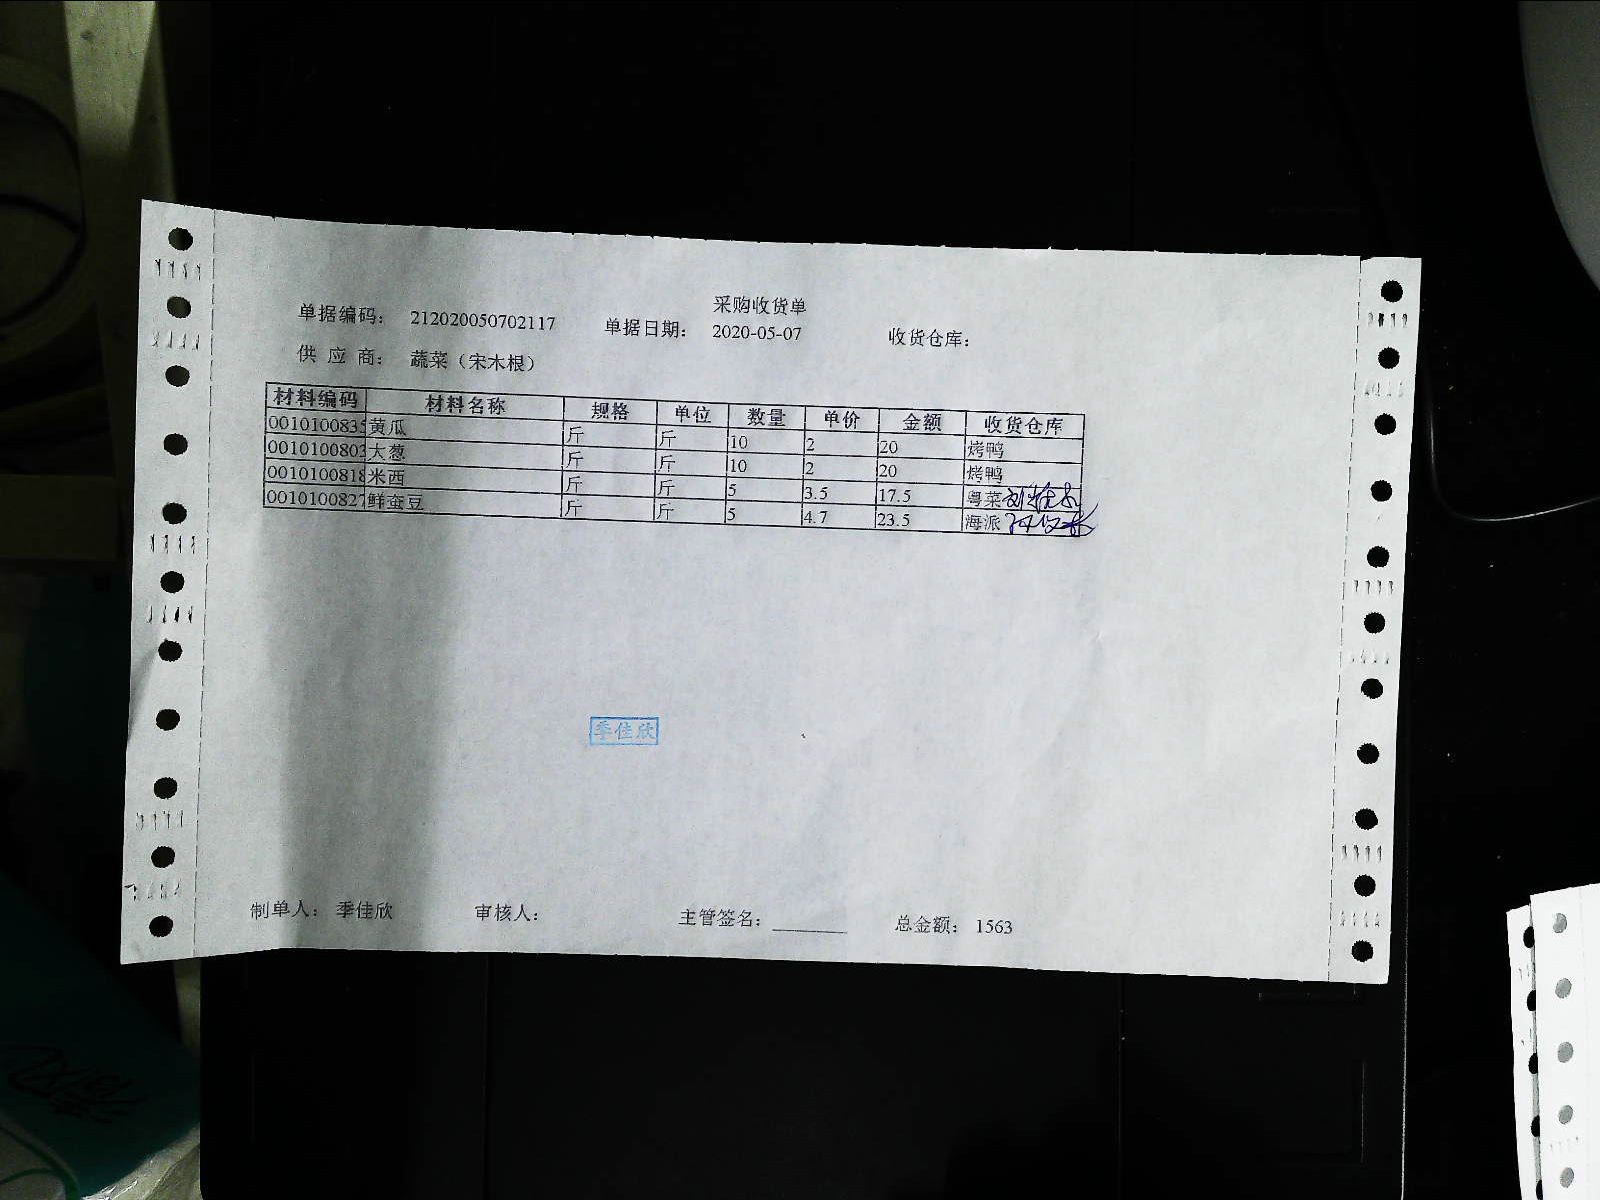 采购收货单
单据编码： 212020050702117 单据日期： 2020-05-07 收货仓库：
供 应 商： 蔬菜（宋木根）
材料编码 材料名称 规格 单位 数量 单价 金额 收货仓库
0010100835 黄瓜 斤 斤 10 2 20 烤鸭
0010100803 大葱 斤 斤 10 2 20 烤鸭
0010100818 米西 斤 斤 5 3.5 17.5 粤菜
0010100827 鲜蚕豆 斤 斤 5 4.7 23.5 海派
季佳欣
制单人： 季佳欣 审核人： 主管签名： 总金额： 1563